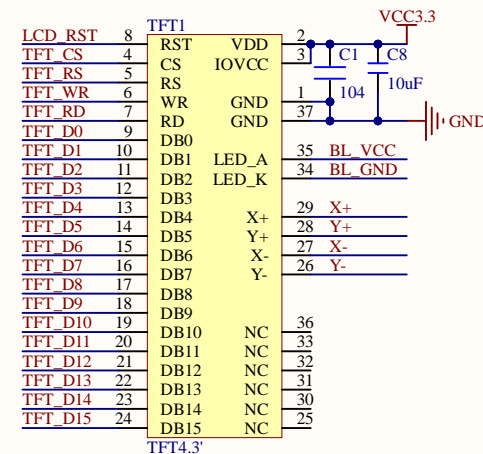 TFT1
VCC3.3
LCD_RST 8 RST VDD 2
TFT_CS 4 CS IOVCC 3 C1 C8
TFT_RS 5 RS 104 10uF
TFT_WR 6 WR GND 1
TFT_RD 7 RD GND 37 GND
TFT_D0 9 DB0
TFT_D1 10 DB1 LED_A 35 BL_VCC
TFT_D2 11 DB2 LED_K 34 BL_GND
TFT_D3 12 DB3
TFT_D4 13 DB4 X+ 29 X+
TFT_D5 14 DB5 Y+ 28 Y+
TFT_D6 15 DB6 X- 27 X-
TFT_D7 16 DB7 Y- 26 Y-
TFT_D8 17 DB8
TFT_D9 18 DB9
TFT_D10 19 DB10 NC 36
TFT_D11 20 DB11 NC 33
TFT_D12 21 DB12 NC 32
TFT_D13 22 DB13 NC 31
TFT_D14 23 DB14 NC 30
TFT_D15 24 DB15 NC 25
TFT4.3'